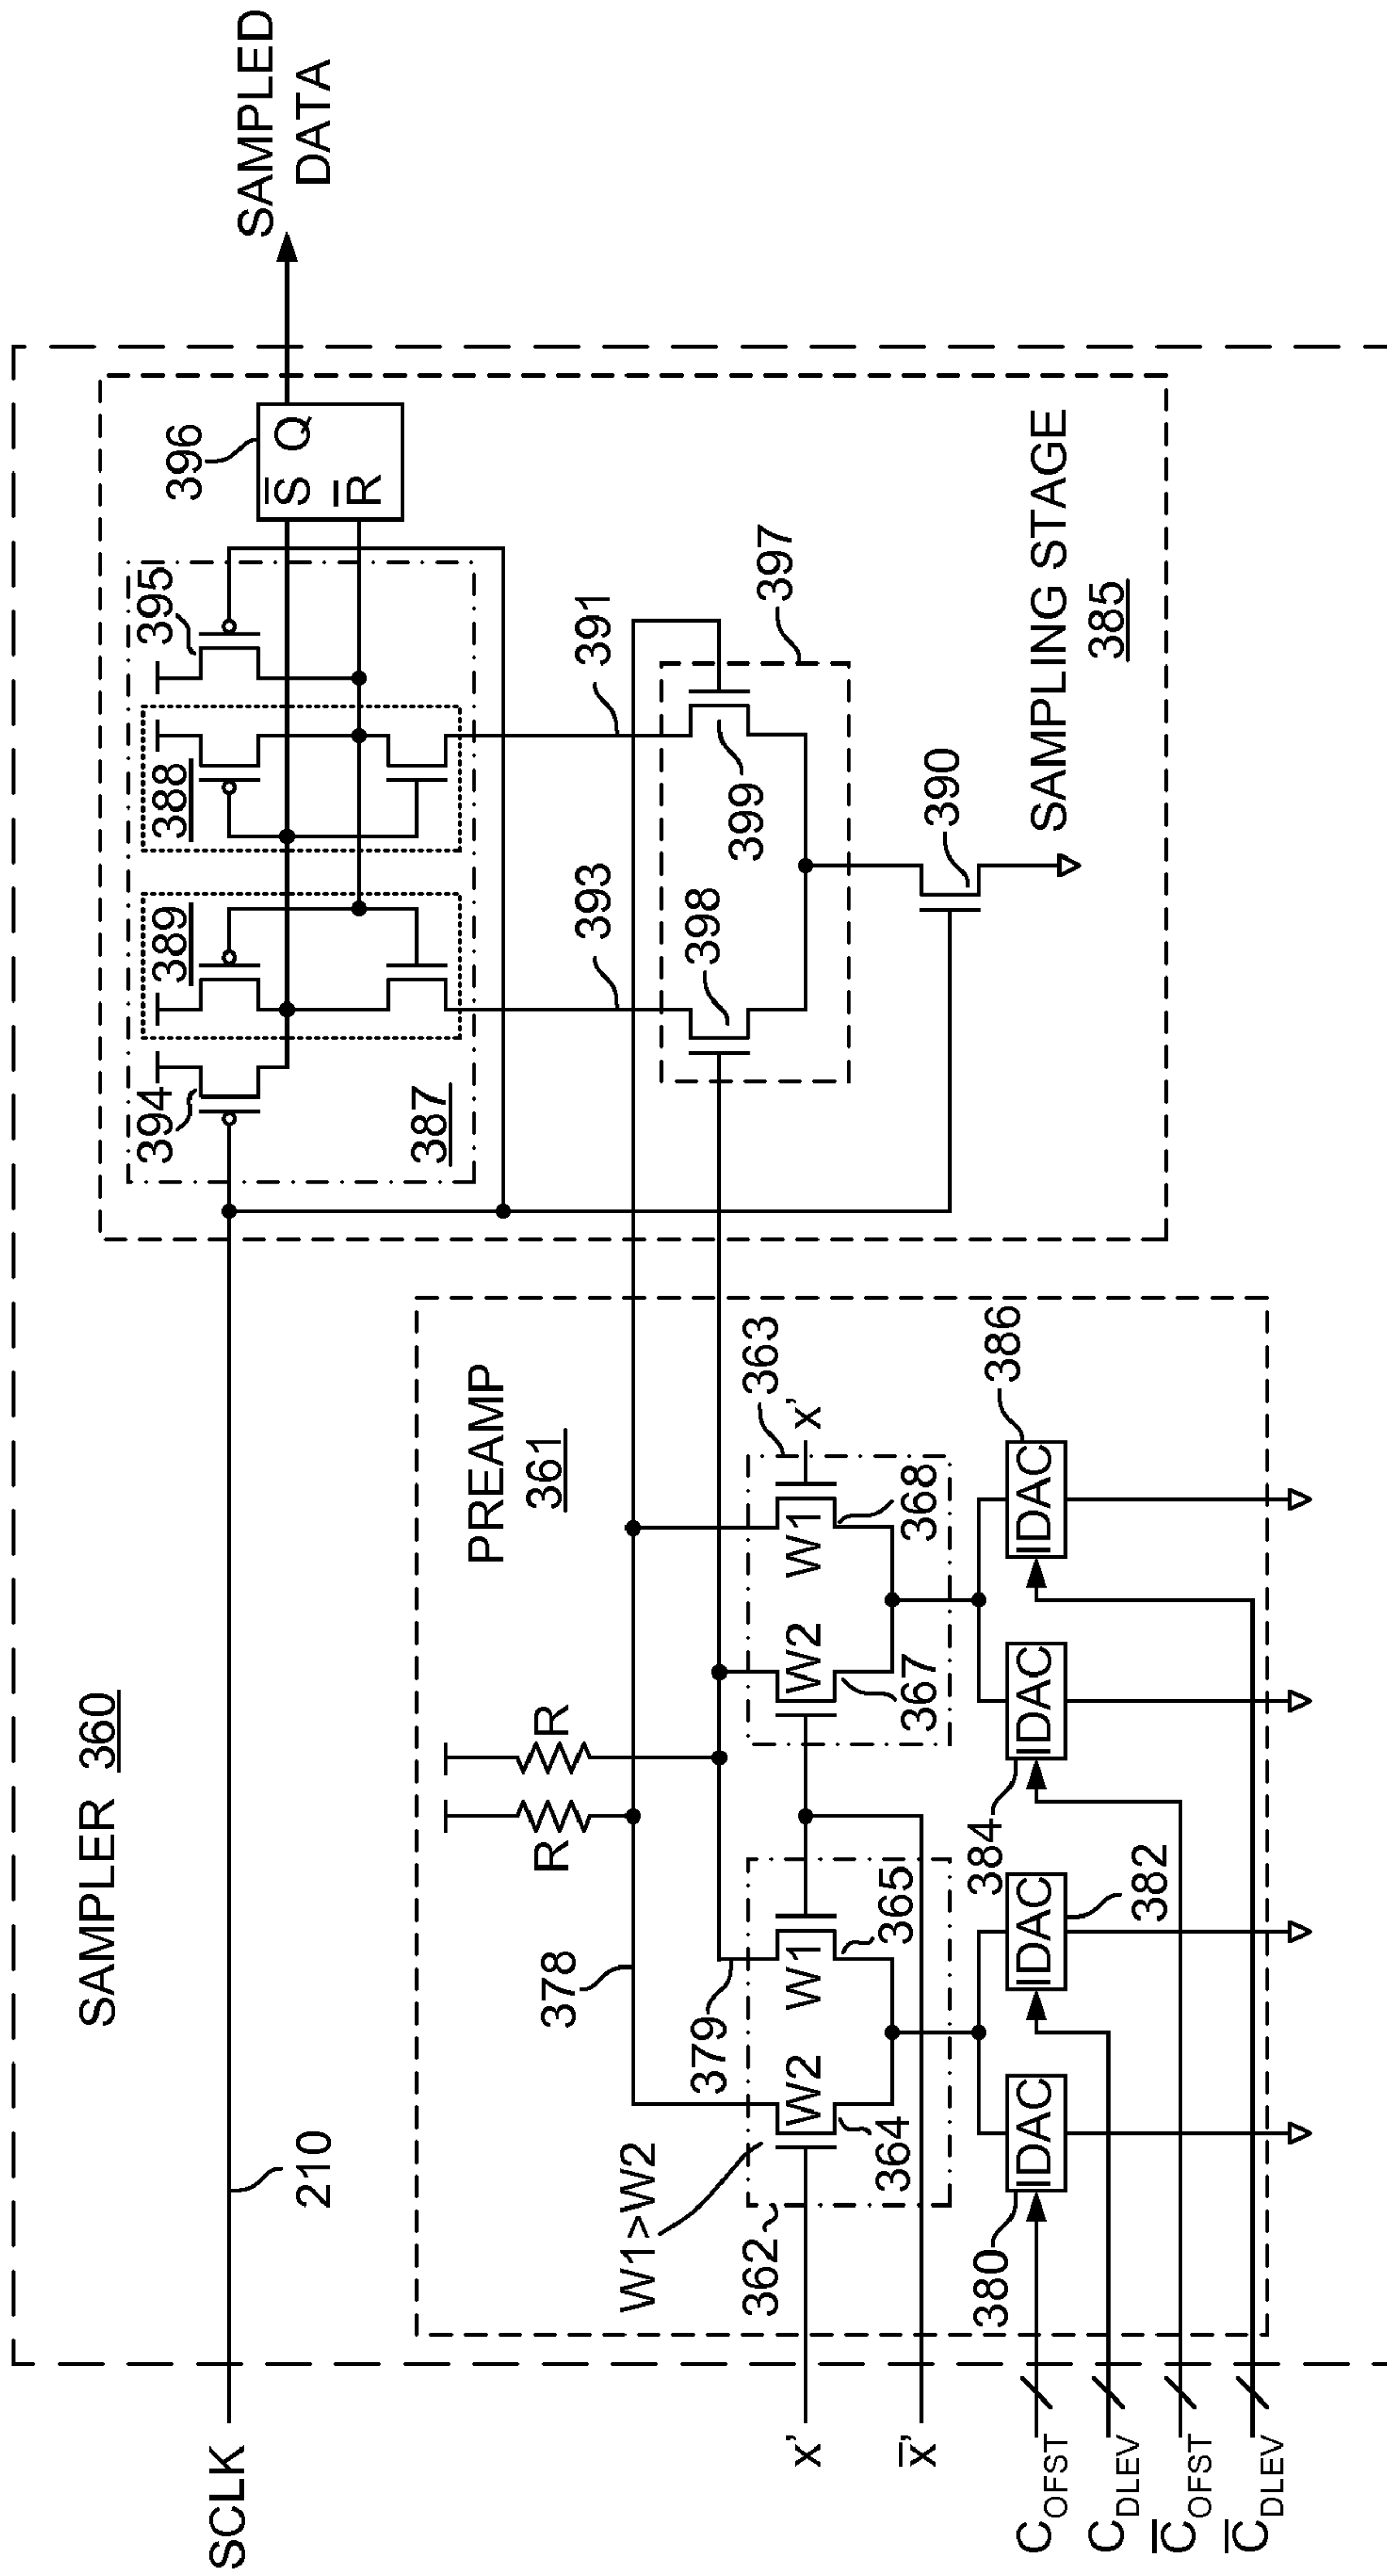 SAMPLER 360
SCLK
210
PREAMP
361
R
R
378
379
W1>W2
362
W2
364
W1
365
W2
367
W1
368
363
x'
x'
x̅'
380
IDAC
IDAC
382
384
IDAC
IDAC
386
C_OFST
C_DLEV
C̅_OFST
C̅_DLEV
394
389
388
395
387
396
S̅ Q
R̅
SAMPLED
DATA
393
391
398
399
397
390
SAMPLING STAGE
385